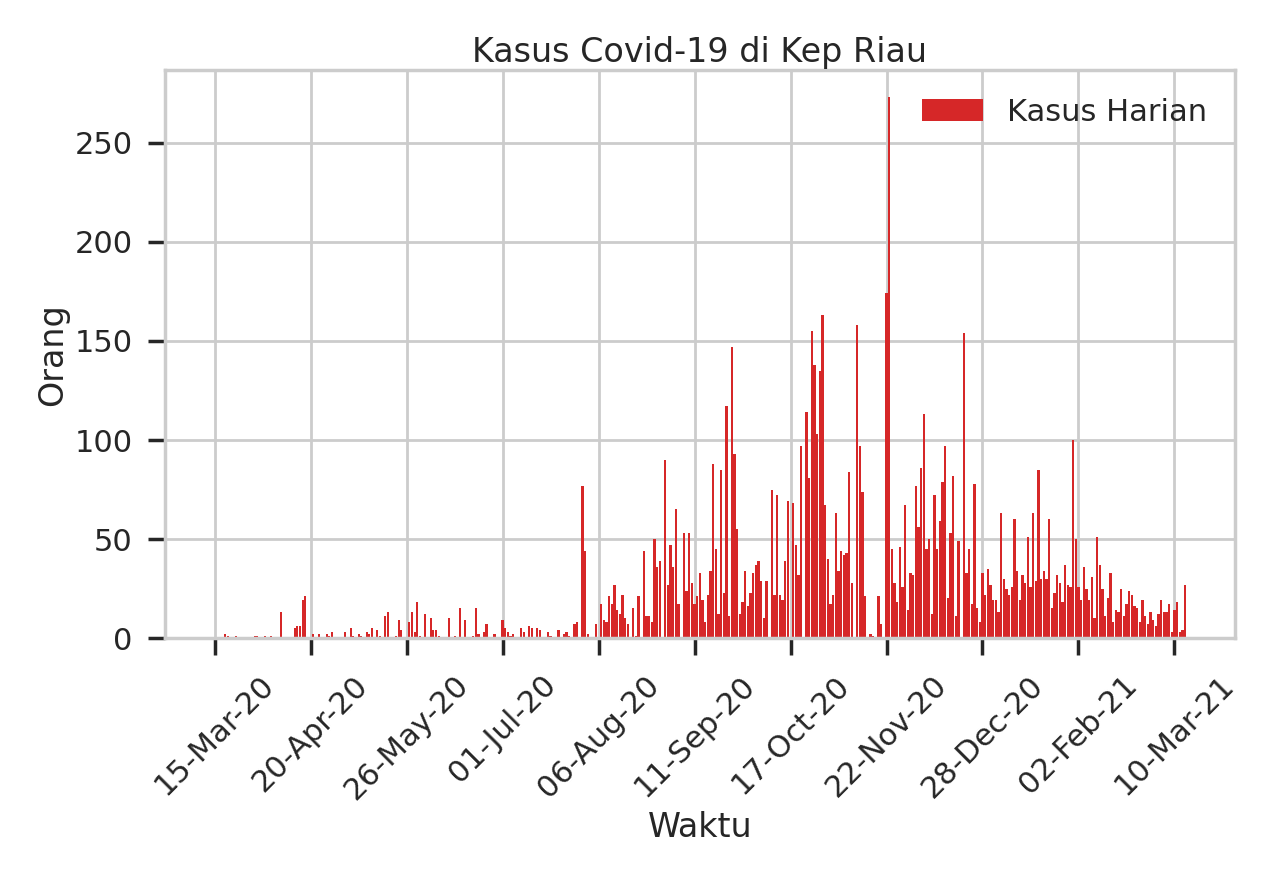 Kasus Covid-19 di Kep Riau
Kasus Harian
Orang
250
200
150
100
50
0
15-Mar-20
20-Apr-20
26-May-20
01-Jul-20
06-Aug-20
11-Sep-20
17-Oct-20
22-Nov-20
28-Dec-20
02-Feb-21
10-Mar-21
Waktu